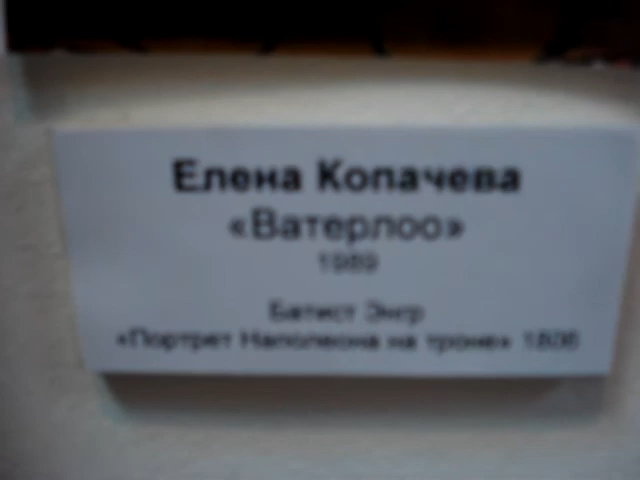 Елена Копачева
«Ватерлоо»
1989
Батист Энгр
«Портрет Наполеона на троне» 1806